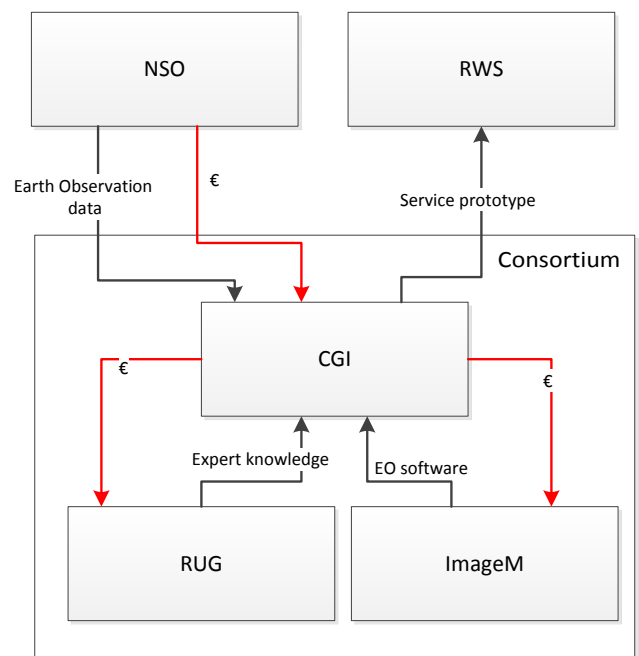 NSO
RWS
Earth Observation
data
€
Service prototype
Consortium
CGI
€
€
Expert knowledge
EO software
RUG
ImageM